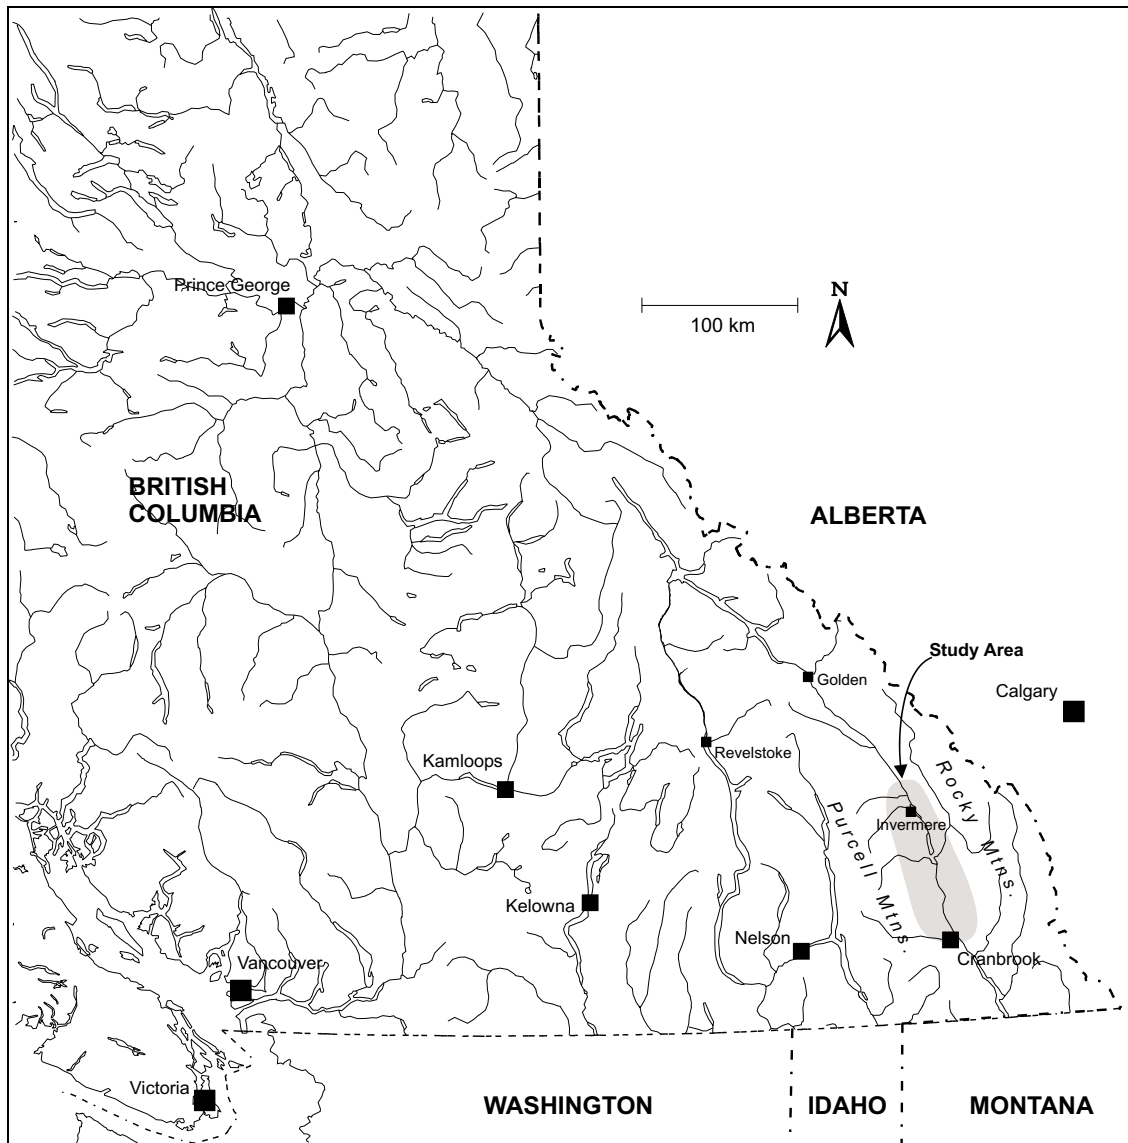 Prince George
N
100 km
BRITISH
COLUMBIA
ALBERTA
Study Area
Golden
Calgary
Revelstoke
Kamloops
Rocky Mtns.
Purcell Mtns.
Invermere
Kelowna
Nelson
Cranbrook
Vancouver
Victoria
WASHINGTON
IDAHO
MONTANA